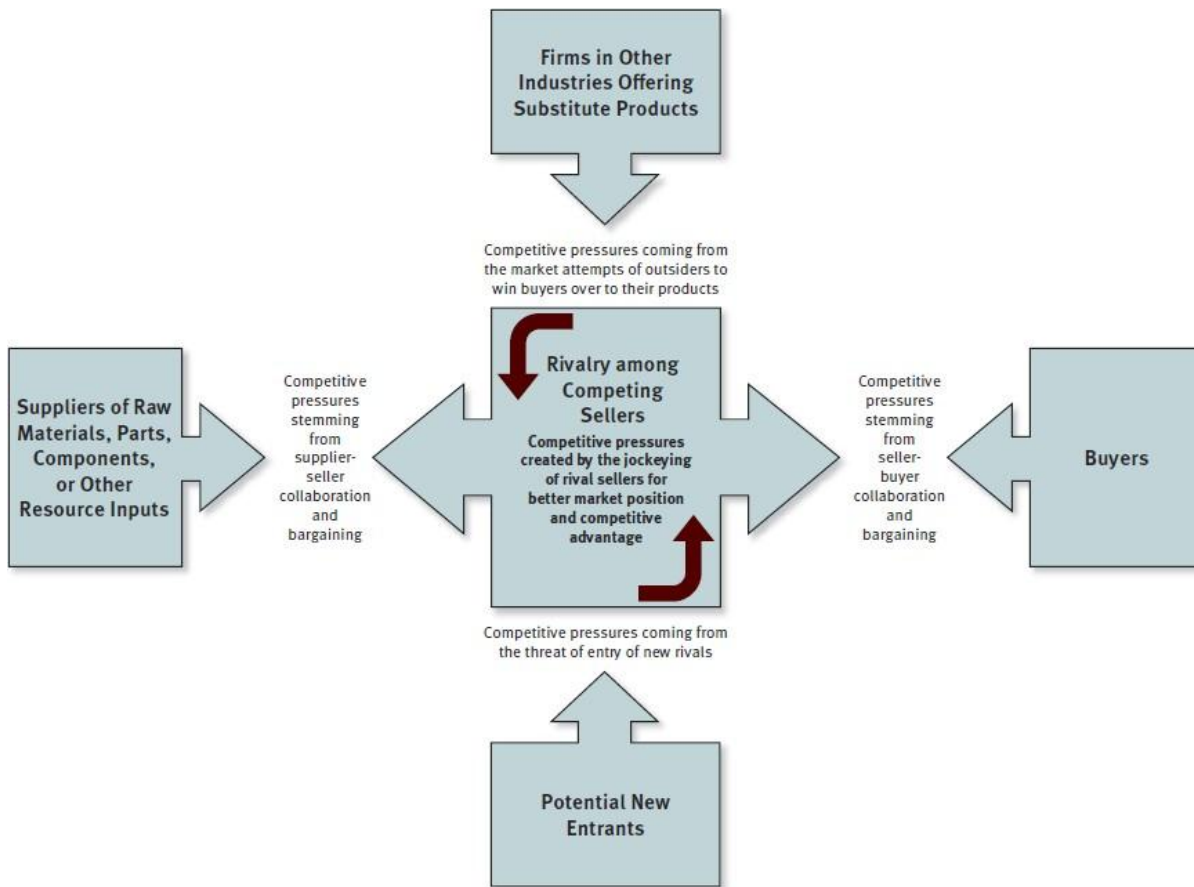 Firms in Other
Industries Offering
Substitute Products
Competitive pressures coming from
the market attempts of outsiders to
win buyers over to their products
Suppliers of Raw
Materials, Parts,
Components,
or Other
Resource Inputs
Competitive
pressures
stemming
from
supplier-
seller
collaboration
and
bargaining
Rivalry among
Competing
Sellers
Competitive pressures
created by the jockeying
of rival sellers for
better market position
and competitive
advantage
Competitive
pressures
stemming
from
seller-
buyer
collaboration
and
bargaining
Buyers
Competitive pressures coming from
the threat of entry of new rivals
Potential New
Entrants